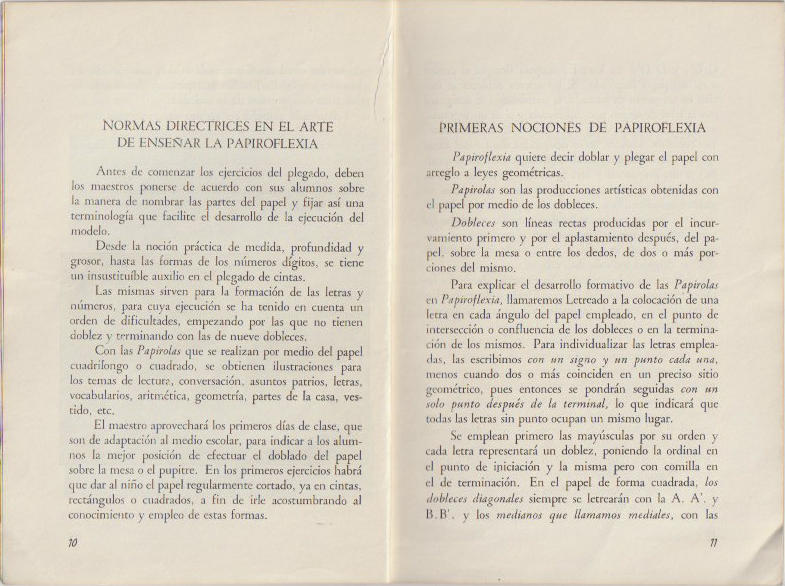 NORMAS DIRECTRICES EN EL ARTE
DE ENSEÑAR LA PAPIROFLEXIA
Antes de comenzar los ejercicios del plegado, deben
los maestros ponerse de acuerdo con sus alumnos sobre
la manera de nombrar las partes del papel y fijar así una
terminología que facilite el desarrollo de la ejecución del
modelo.
Desde la noción práctica de medida, profundidad y
grosor, hasta las formas de los números dígitos, se tiene
un insustituíble auxilio en el plegado de cintas.
Las mismas sirven para la formación de las letras y
números, para cuya ejecución se ha tenido en cuenta un
orden de dificultades, empezando por las que no tienen
doblez y terminando con las de nueve dobleces.
Con las Papirolas que se realizan por medio del papel
cuadrilongo o cuadrado, se obtienen ilustraciones para
los temas de lectura, conversación, asuntos patrios, letras,
vocabularios, aritmética, geometría, partes de la casa, ves-
tido, etc.
El maestro aprovechará los primeros días de clase, que
son de adaptación al medio escolar, para indicar a los alum-
nos la mejor posición de efectuar el doblado del papel
sobre la mesa o el pupitre. En los primeros ejercicios habrá
que dar al niño el papel regularmente cortado, ya en cintas,
rectángulos o cuadrados, a fin de irle acostumbrando al
conocimiento y empleo de estas formas.
10
PRIMERAS NOCIONES DE PAPIROFLEXIA
Papiroflexia quiere decir doblar y plegar el papel con
arreglo a leyes geométricas.
Papirolas son las producciones artísticas obtenidas con
el papel por medio de los dobleces.
Dobleces son líneas rectas producidas por el incur-
vamiento primero y por el aplastamiento después, del pa-
pel, sobre la mesa o entre los dedos, de dos o más por-
ciones del mismo.
Para explicar el desarrollo formativo de las Papirolas
en Papiroflexia, llamaremos Letreado a la colocación de una
letra en cada ángulo del papel empleado, en el punto de
intersección o confluencia de los dobleces o en la termina-
ción de los mismos. Para individualizar las letras emplea-
das, las escribimos con un signo y un punto cada una,
menos cuando dos o más coinciden en un preciso sitio
geométrico, pues entonces se pondrán seguidas con un
solo punto después de la terminal, lo que indicará que
todas las letras sin punto ocupan un mismo lugar.
Se emplean primero las mayúsculas por su orden y
cada letra representará un doblez, poniendo la ordinal en
el punto de iniciación y la misma pero con comilla en
el de terminación. En el papel de forma cuadrada, los
dobleces diagonales siempre se letrearán con la A. A'. y
B. B'. y los medianos que llamamos mediales, con las
11